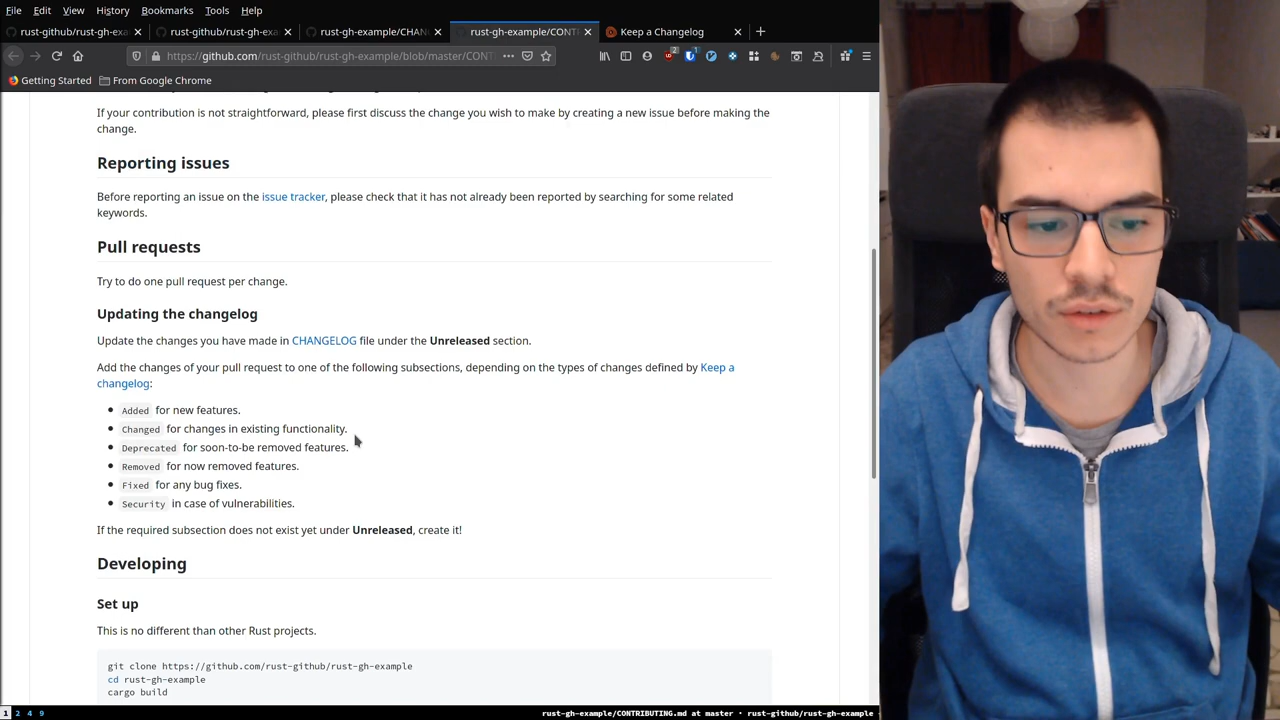 File Edit View History Bookmarks Tools Help
rust-github/rust-gh-exa rust-github/rust-gh-exa rust-gh-example/CHAN rust-gh-example/CONT Keep a Changelog
https://github.com/rust-github/rust-gh-example/blob/master/CONT
Getting Started From Google Chrome
If your contribution is not straightforward, please first discuss the change you wish to make by creating a new issue before making the
change.
Reporting issues
Before reporting an issue on the issue tracker, please check that it has not already been reported by searching for some related
keywords.
Pull requests
Try to do one pull request per change.
Updating the changelog
Update the changes you have made in CHANGELOG file under the Unreleased section.
Add the changes of your pull request to one of the following subsections, depending on the types of changes defined by Keep a
changelog:
Added for new features.
Changed for changes in existing functionality.
Deprecated for soon-to-be removed features.
Removed for now removed features.
Fixed for any bug fixes.
Security in case of vulnerabilities.
If the required subsection does not exist yet under Unreleased, create it!
Developing
Set up
This is no different than other Rust projects.
git clone https://github.com/rust-github/rust-gh-example
cd rust-gh-example
cargo build
1 2 4 9 rust-gh-example/CONTRIBUTING.md at master · rust-github/rust-gh-example